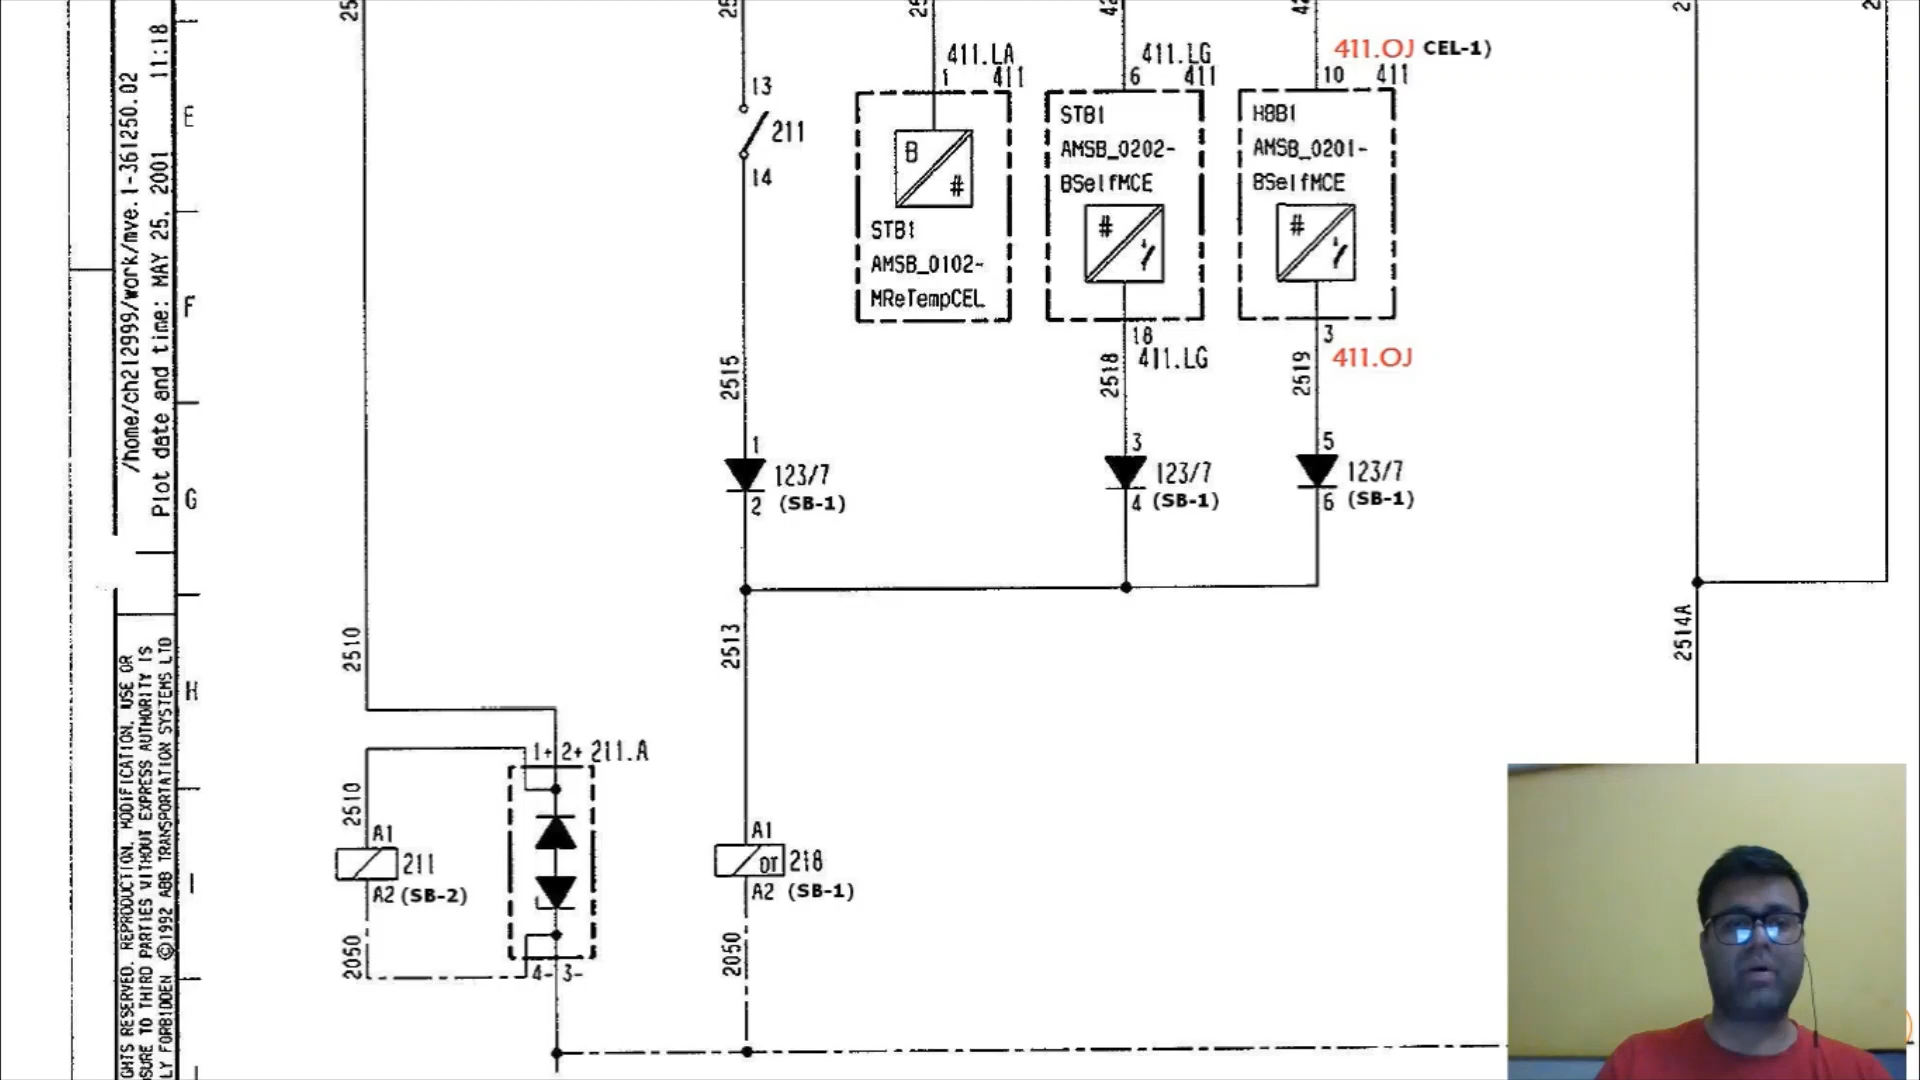 /home/ch212999/work/mve.1-361250.02
Plot date and time: MAY 25, 2001 11:18
GHTS RESERVED. REPRODUCTION, MODIFICATION, USE OR
OSURE TO THIRD PARTIES WITHOUT EXPRESS AUTHORITY IS
LY FORBIDDEN ©1992 ABB TRANSPORTATION SYSTEMS LTD
E
F
G
H
I
13
211
14
2515
1
123/7
2 (SB-1)
411.LA
1 411
B
#
STB1
AMSB_0102-
MReTempCEL
411.LG
6 411
STB1
AMSB_0202-
BSelfMCE
#
18
411.LG
2518
3
123/7
4 (SB-1)
411.OJ CEL-1)
10 411
HBB1
AMSB_0201-
BSelfMCE
#
3
411.OJ
2519
5
123/7
6 (SB-1)
2510
2513
2514A
1+ 2+ 211.A
2510
A1
211
A2 (SB-2)
2050
4- 3-
A1
DT 218
A2 (SB-1)
2050